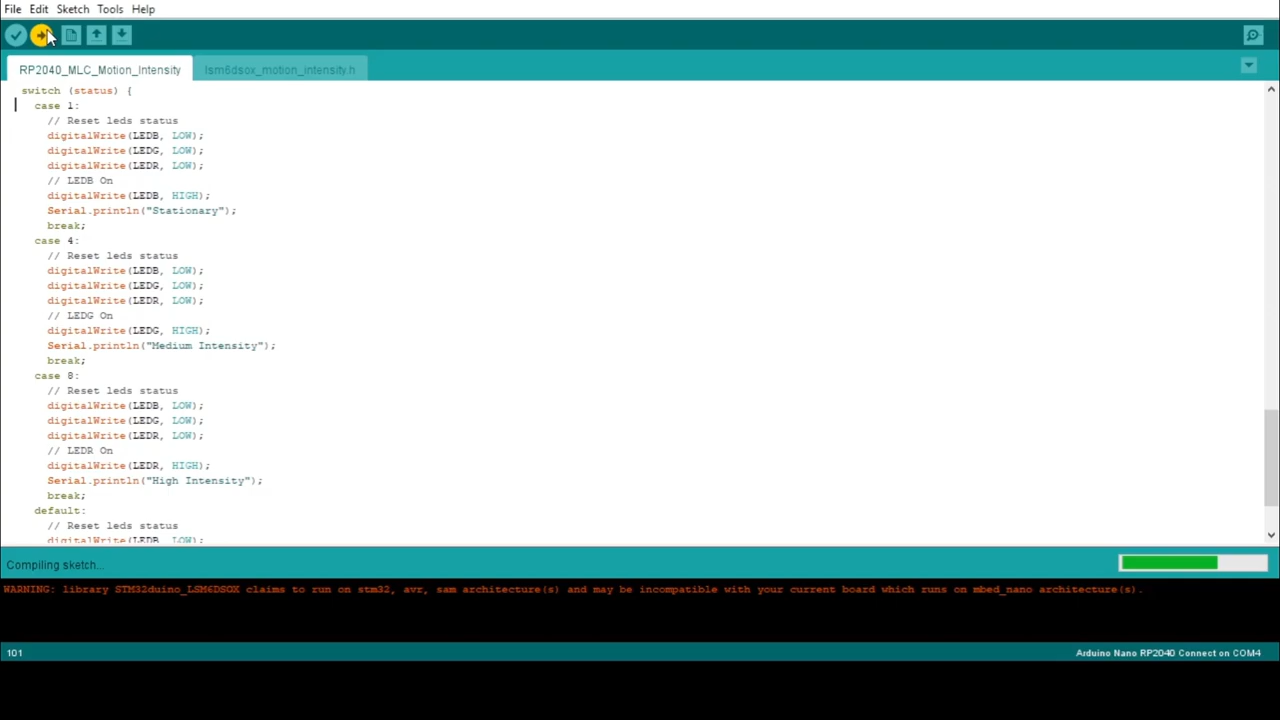 File Edit Sketch Tools Help
RP2040_MLC_Motion_Intensity lsm6dsox_motion_intensity.h
switch (status) {
case 1:
// Reset leds status
digitalWrite(LEDB, LOW);
digitalWrite(LEDG, LOW);
digitalWrite(LEDR, LOW);
// LEDB On
digitalWrite(LEDB, HIGH);
Serial.println("Stationary");
break;
case 4:
// Reset leds status
digitalWrite(LEDB, LOW);
digitalWrite(LEDG, LOW);
digitalWrite(LEDR, LOW);
// LEDG On
digitalWrite(LEDG, HIGH);
Serial.println("Medium Intensity");
break;
case 8:
// Reset leds status
digitalWrite(LEDB, LOW);
digitalWrite(LEDG, LOW);
digitalWrite(LEDR, LOW);
// LEDR On
digitalWrite(LEDR, HIGH);
Serial.println("High Intensity");
break;
default:
// Reset leds status
digitalWrite(LEDB, LOW);
Compiling sketch...
WARNING: library STM32duino_LSM6DSOX claims to run on stm32, avr, sam architecture(s) and may be incompatible with your current board which runs on mbed_nano architecture(s).
101 Arduino Nano RP2040 Connect on COM4